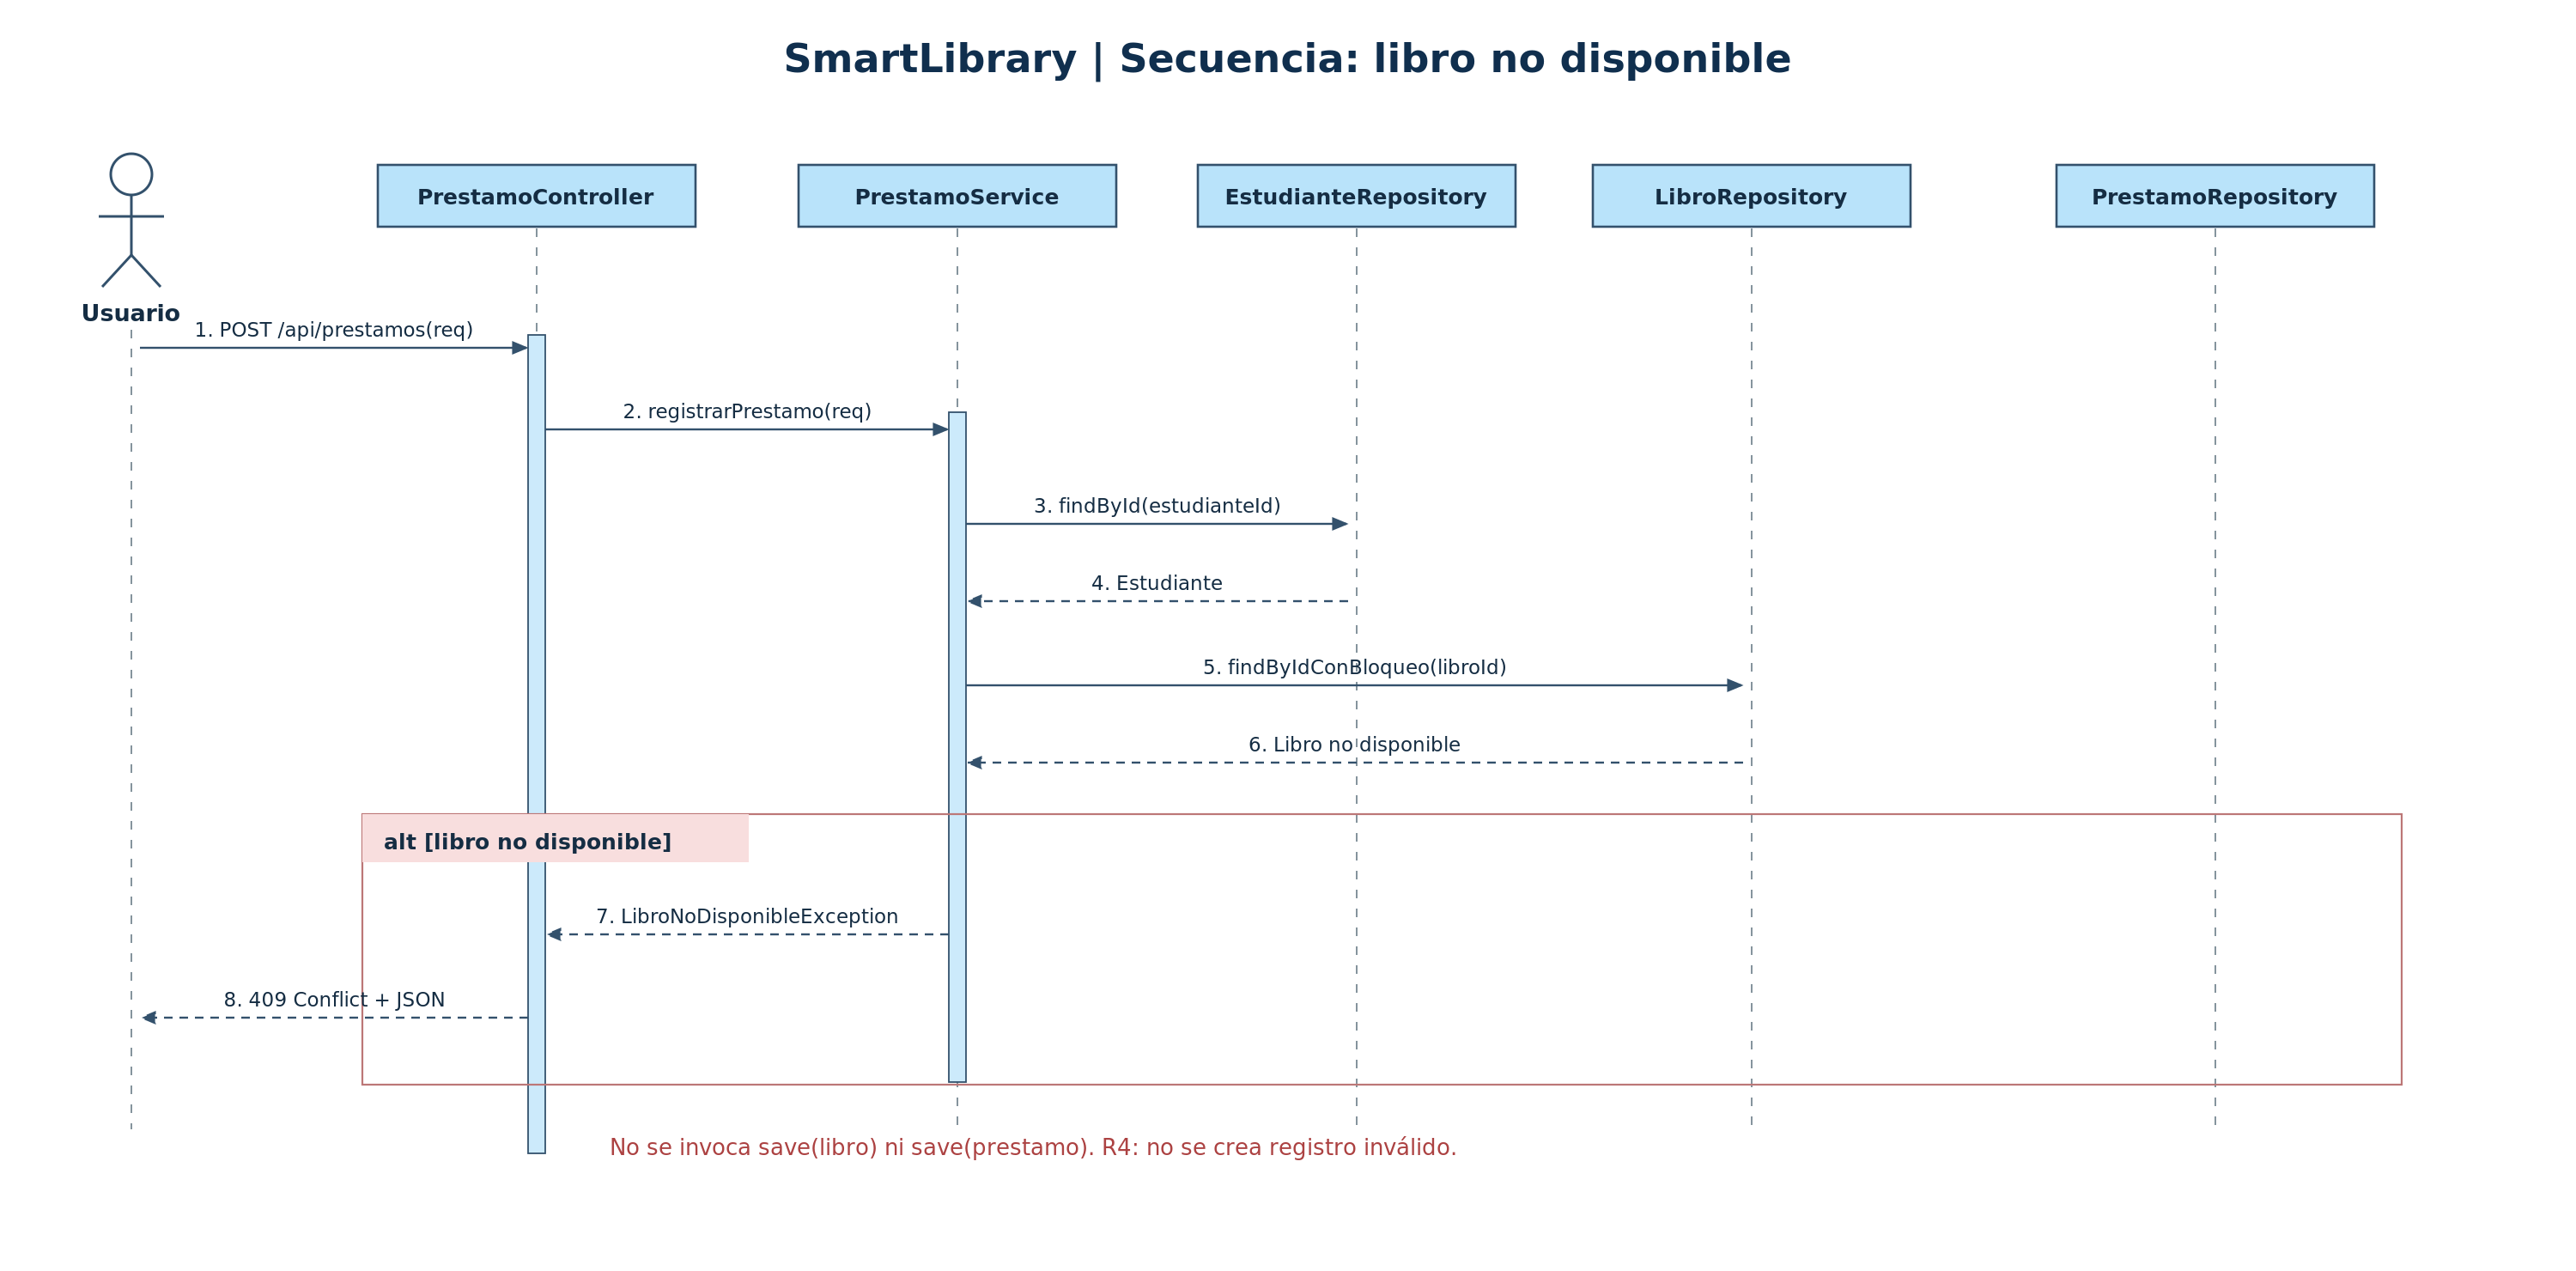 SmartLibrary | Secuencia: libro no disponible
PrestamoController
PrestamoService
EstudianteRepository
LibroRepository
PrestamoRepository
Usuario
1. POST /api/prestamos(req)
2. registrarPrestamo(req)
3. findById(estudianteId)
4. Estudiante
5. findByIdConBloqueo(libroId)
6. Libro no disponible
alt [libro no disponible]
7. LibroNoDisponibleException
8. 409 Conflict + JSON
No se invoca save(libro) ni save(prestamo). R4: no se crea registro inválido.